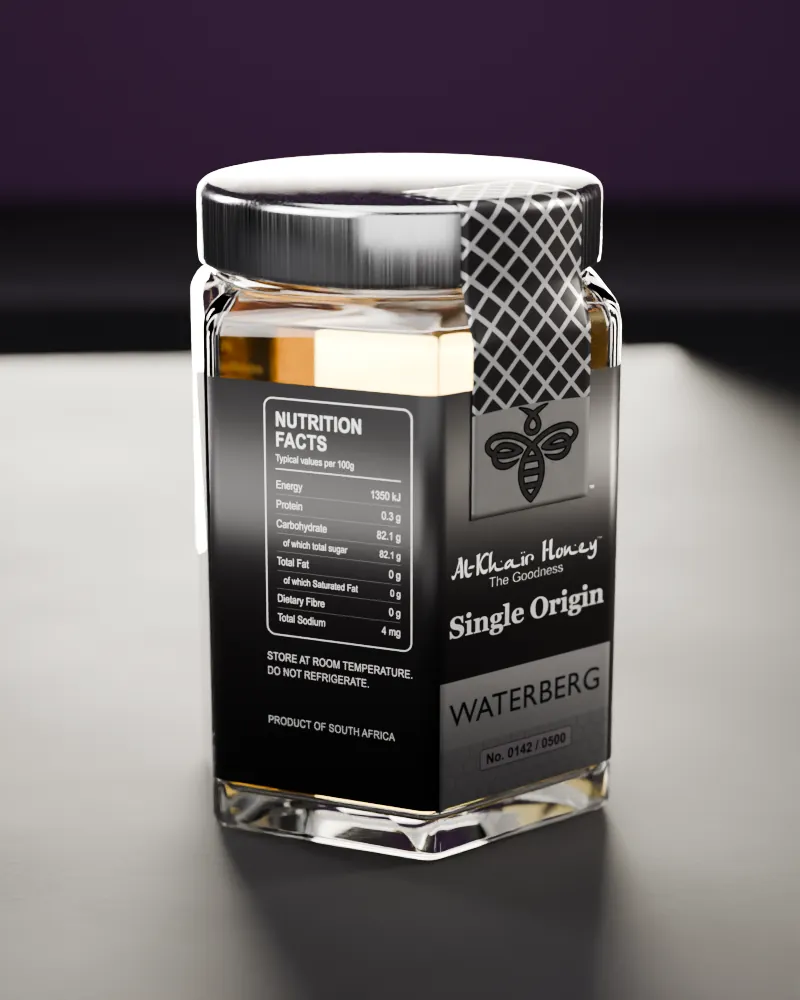 NUTRITION
FACTS
Typical values per 100g
Energy 1350 kJ
Protein 0.3 g
Carbohydrate 82.1 g
of which total sugar 82.1 g
Total Fat 0 g
of which Saturated Fat 0 g
Dietary Fibre 0 g
Total Sodium 4 mg
STORE AT ROOM TEMPERATURE.
DO NOT REFRIGERATE.
PRODUCT OF SOUTH AFRICA
Al-Khair Honey
The Goodness
Single Origin
WATERBERG
No. 0142 / 0500